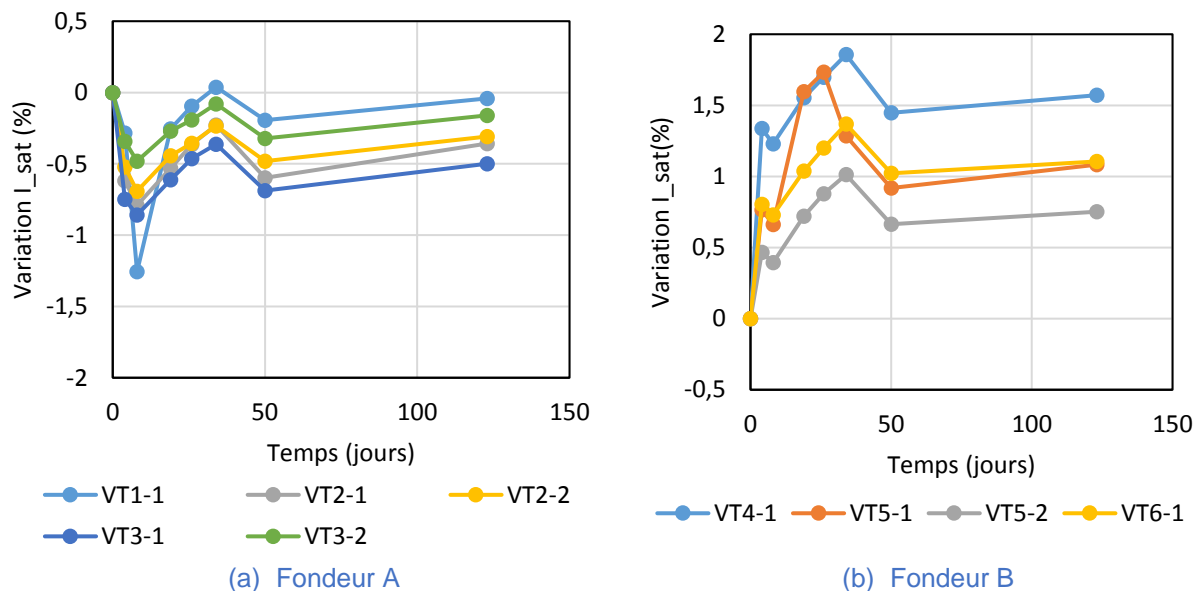 0,5
0
-0,5
-1
-1,5
-2
Variation I_sat (%)
0
50
100
150
Temps (jours)
VT1-1
VT2-1
VT2-2
VT3-1
VT3-2
(a) Fondeur A
2
1,5
1
0,5
0
-0,5
Variation I_sat(%)
0
50
100
150
Temps (jours)
VT4-1
VT5-1
VT5-2
VT6-1
(b) Fondeur B